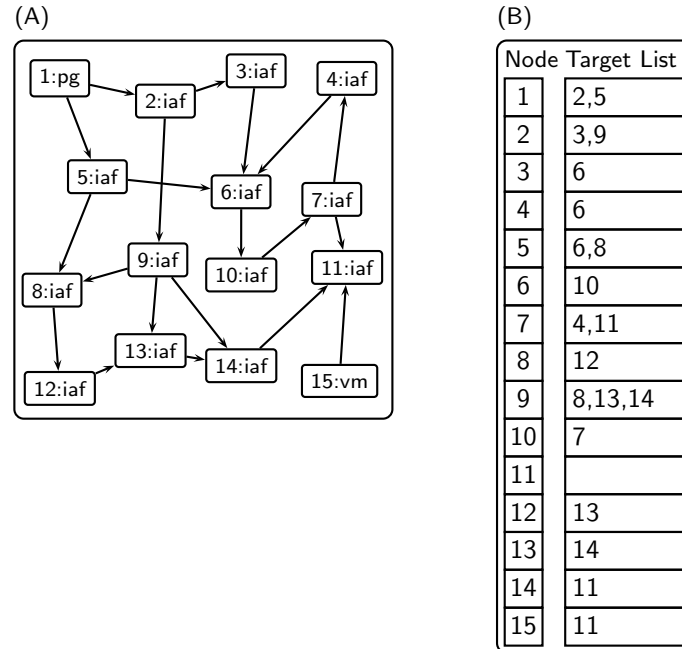 (A)
1:pg
2:iaf
3:iaf
4:iaf
5:iaf
6:iaf
7:iaf
8:iaf
9:iaf
10:iaf
11:iaf
12:iaf
13:iaf
14:iaf
15:vm
(B)
Node Target List
1 2,5
2 3,9
3 6
4 6
5 6,8
6 10
7 4,11
8 12
9 8,13,14
10 7
11
12 13
13 14
14 11
15 11